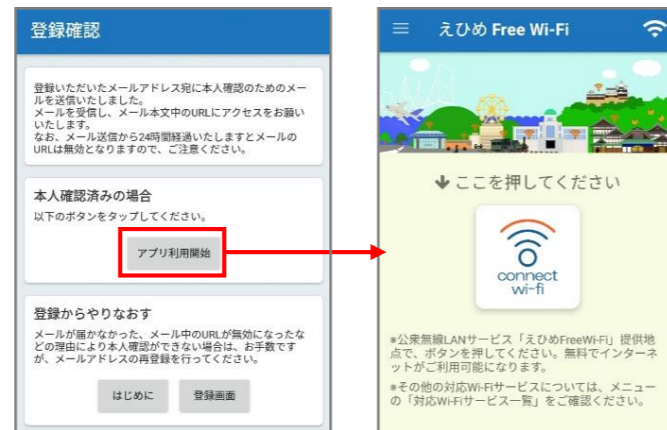 登録確認
登録いただいたメールアドレス宛に本人確認のためのメー
ルを送信いたしました。
メールを受信し、メール本文中のURLにアクセスをお願い
いたします。
なお、メール送信から24時間経過いたしますとメールの
URLは無効となりますので、ご注意ください。
本人確認済みの場合
以下のボタンをタップしてください。
アプリ利用開始
登録からやりなおす
メールが届かなかった、メール中のURLが無効になったな
どの理由により本人確認ができない場合は、お手数です
が、メールアドレスの再登録を行ってください。
はじめに
登録画面
えひめ Free Wi-Fi
ここを押してください
connect
wi-fi
※公衆無線LANサービス「えひめFreeWi-Fi」提供地
点で、ボタンを押してください。無料でインターネ
ットがご利用可能になります。
※その他の対応Wi-Fiサービスについては、メニュー
の「対応Wi-Fiサービス一覧」をご確認ください。